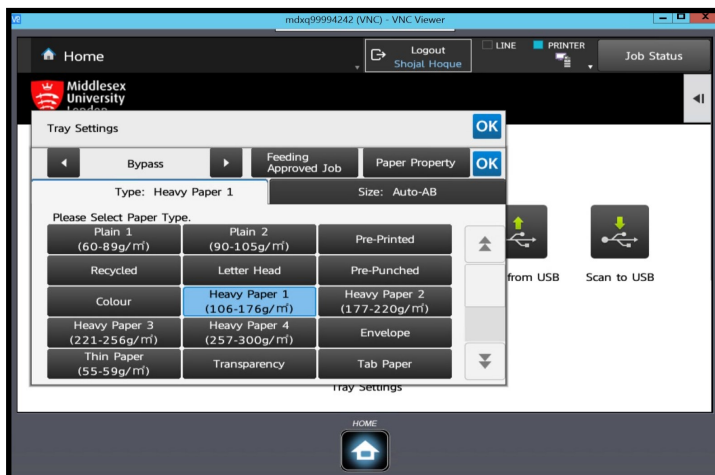 V2
mdxq99994242 (VNC) - VNC Viewer
Home
Logout
Shojal Hoque
LINE
PRINTER
Job Status
Middlesex
University
London
Tray Settings
OK
Bypass
Feeding
Approved Job
Paper Property
OK
Type: Heavy Paper 1
Size: Auto-AB
Please Select Paper Type.
Plain 1
(60-89g/㎡)
Plain 2
(90-105g/㎡)
Pre-Printed
Recycled
Letter Head
Pre-Punched
Colour
Heavy Paper 1
(106-176g/㎡)
Heavy Paper 2
(177-220g/㎡)
Heavy Paper 3
(221-256g/㎡)
Heavy Paper 4
(257-300g/㎡)
Envelope
Thin Paper
(55-59g/㎡)
Transparency
Tab Paper
from USB
Scan to USB
Tray Settings
HOME